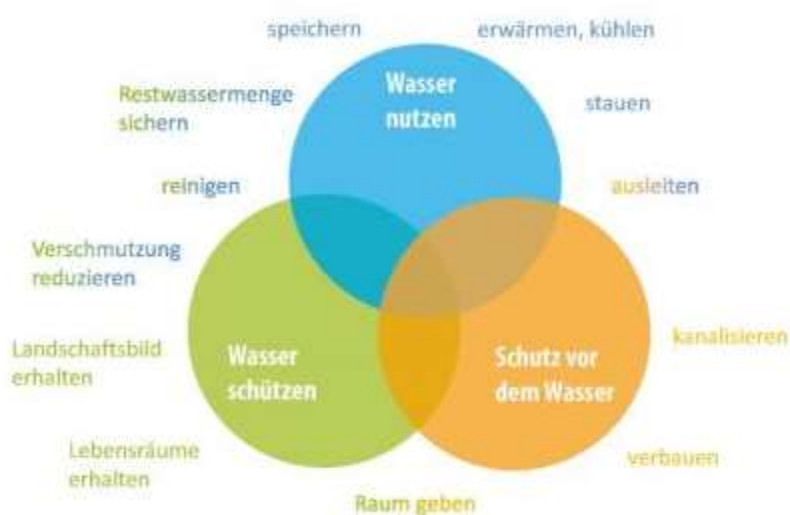 speichern
erwärmen, kühlen
Restwassermenge
sichern
Wasser
nutzen
stauen
reinigen
ausleiten
Verschmutzung
reduzieren
Landschaftsbild
erhalten
Wasser
schützen
Schutz vor
dem Wasser
kanalisieren
Lebensräume
erhalten
verbauen
Raum geben